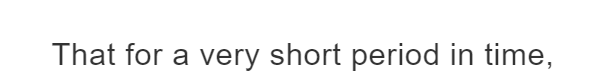 That for a very short period in time,